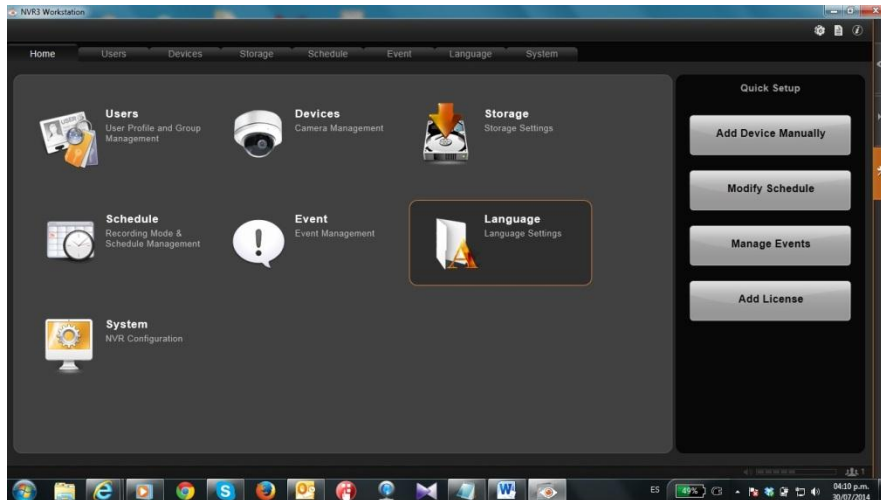 NVR3 Workstation
Home Users Devices Storage Schedule Event Language System
Users
User Profile and Group
Management
Devices
Camera Management
Storage
Storage Settings
Schedule
Recording Mode &
Schedule Management
Event
Event Management
Language
Language Settings
System
NVR Configuration
Quick Setup
Add Device Manually
Modify Schedule
Manage Events
Add License
1
ES
49%
04:10 p.m.
30/07/2014